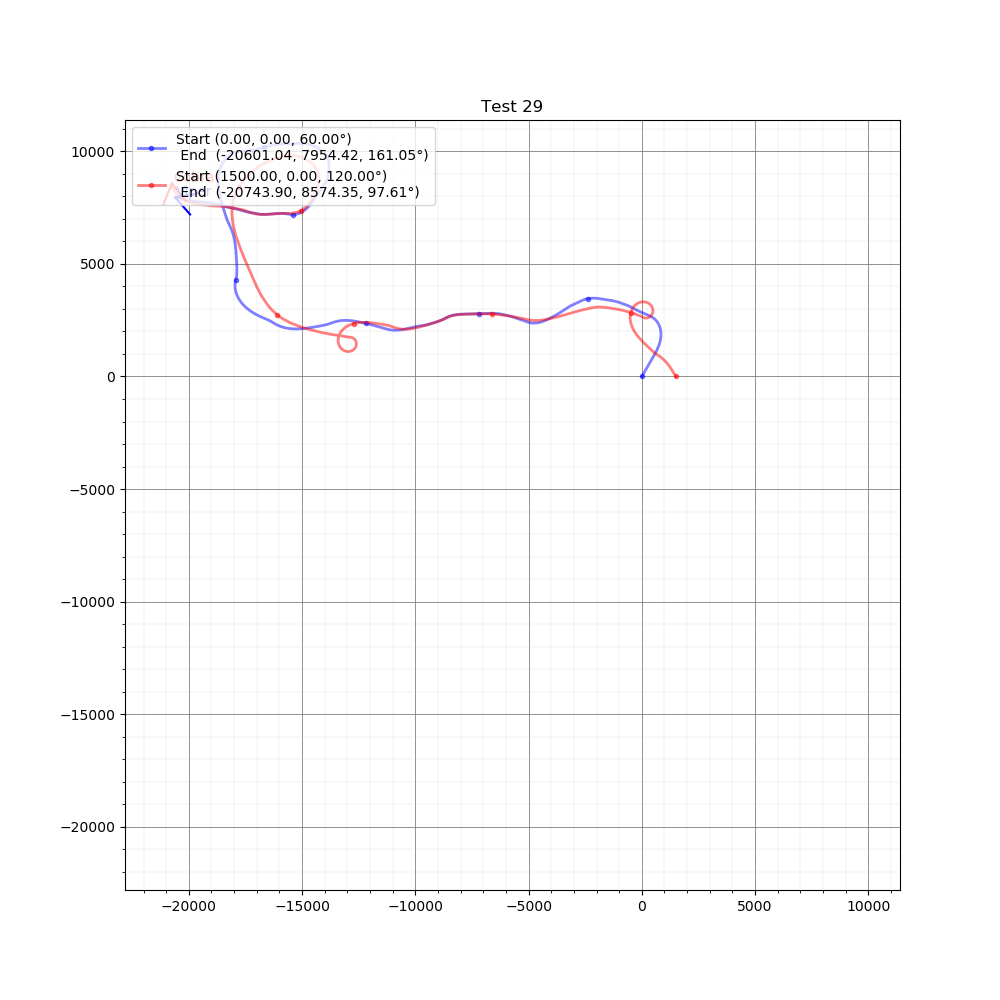 Test 29
Start (0.00, 0.00, 60.00°)
End (-20601.04, 7954.42, 161.05°)
Start (1500.00, 0.00, 120.00°)
End (-20743.90, 8574.35, 97.61°)
10000
5000
0
−5000
−10000
−15000
−20000
−20000 −15000 −10000 −5000 0 5000 10000